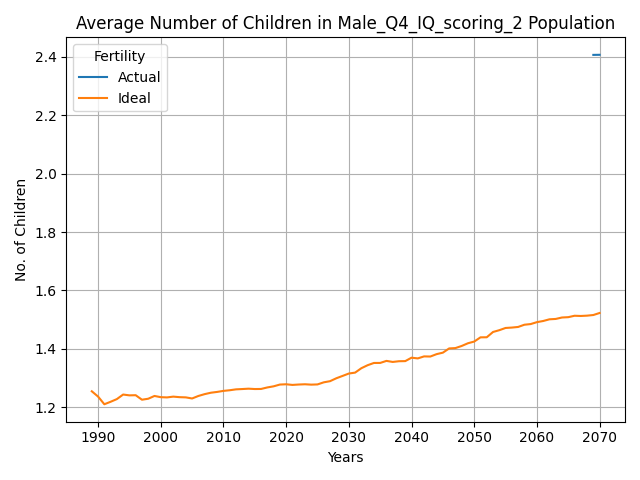 Average Number of Children in Male_Q4_IQ_scoring_2 Population
Fertility
Actual
Ideal
No. of Children
2.4
2.2
2.0
1.8
1.6
1.4
1.2
1990 2000 2010 2020 2030 2040 2050 2060 2070
Years